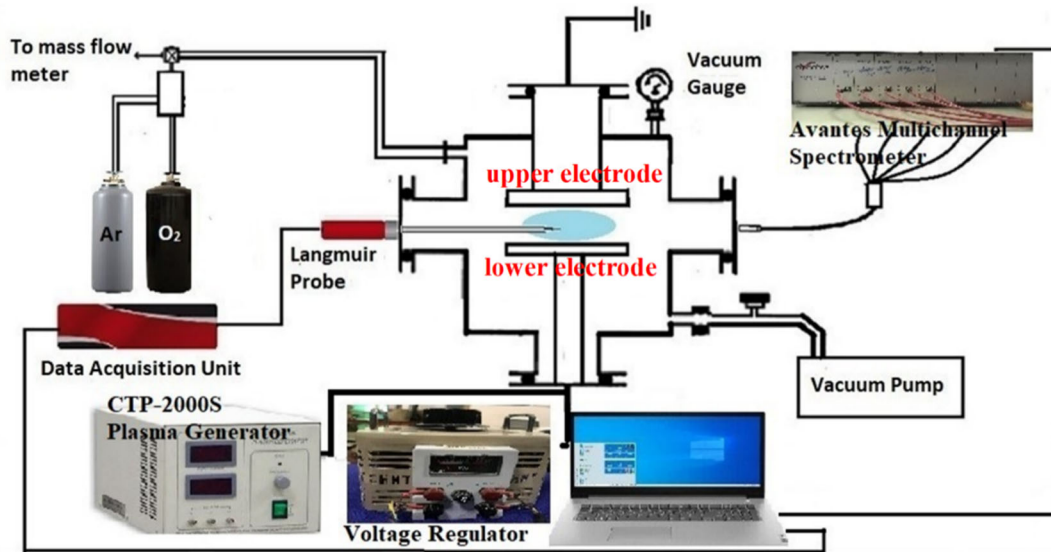 To mass flow
meter
Ar
O₂
Vacuum
Gauge
Avantes Multichannel
Spectrometer
upper electrode
Langmuir
Probe
lower electrode
Data Acquisition Unit
Vacuum Pump
CTP-2000S
Plasma Generator
Voltage Regulator